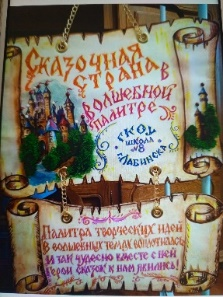 Сказочная
страна в
волшебной
палитре
ГКОУ
школа
№8
г.Лабинска
Палитра творческих идей
в волшебных темах воплотилась
и так чудесно вместе с ней
герои сказок к нам явились!